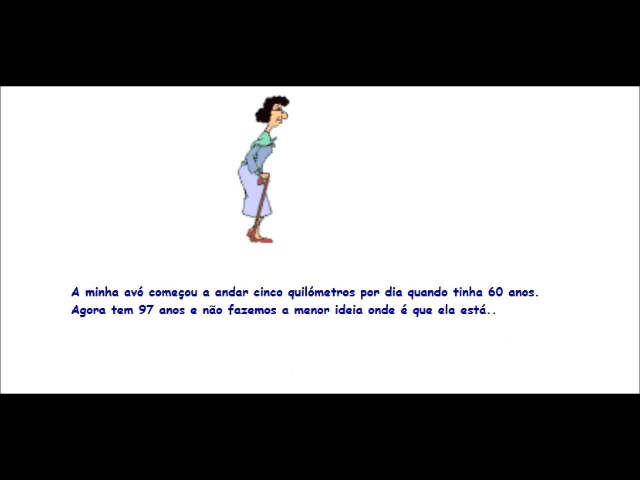 A minha avó começou a andar cinco quilómetros por dia quando tinha 60 anos.
Agora tem 97 anos e não fazemos a menor ideia onde é que ela está..